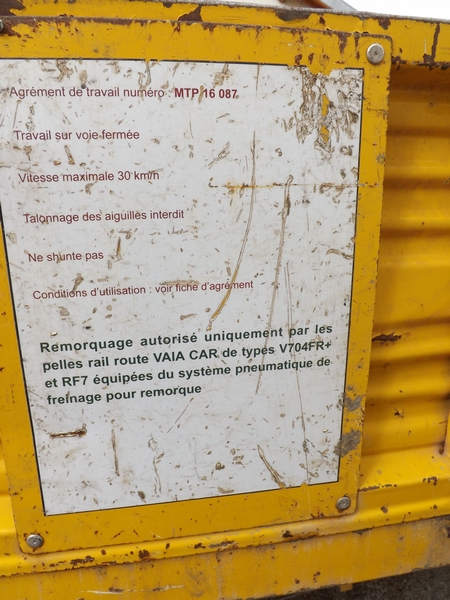 Agrément de travail numéro : MTP 16 087
Travail sur voie fermée
Vitesse maximale 30 km/h
Talonnage des aiguilles interdit
Ne shunte pas
Conditions d'utilisation : voir fiche d'agrément
Remorquage autorisé uniquement par les
pelles rail route VAIA CAR de types V704FR+
et RF7 équipées du système pneumatique de
freinage pour remorque